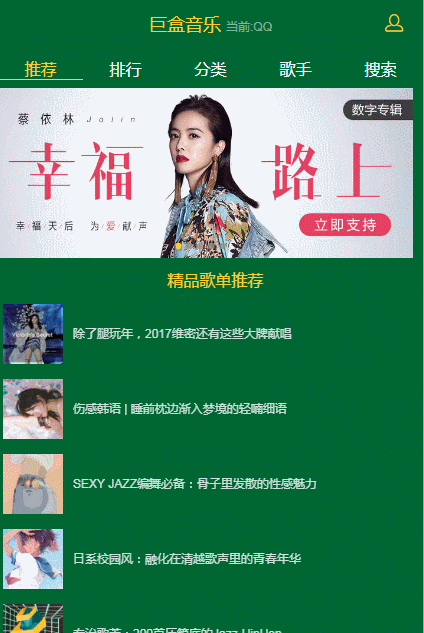 巨盒音乐 当前:QQ
推荐 排行 分类 歌手 搜索
数字专辑
蔡依林 Jolin
幸福 路上
幸/福/天/后 为/爱/献/声
立即支持
精品歌单推荐
除了腿玩年，2017维密还有这些大牌献唱
伤感韩语 | 睡前枕边渐入梦境的轻喃细语
SEXY JAZZ编舞必备：骨子里发散的性感魅力
日系校园风：融化在清越歌声里的青春年华